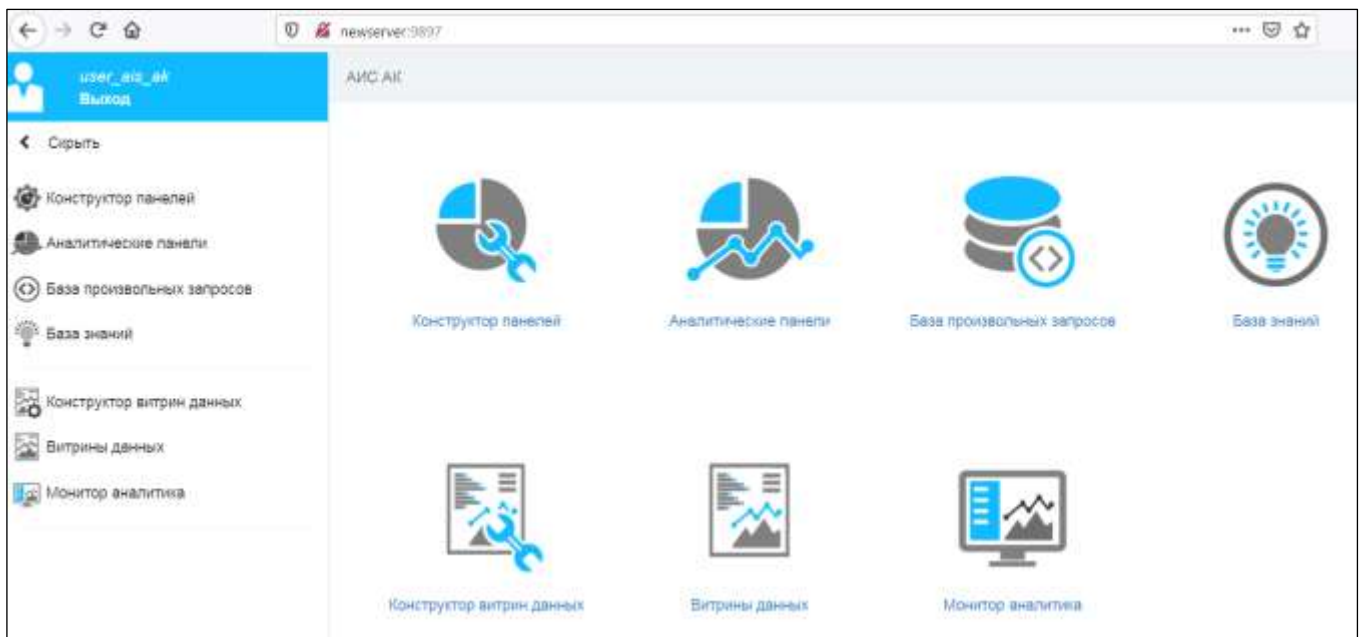 newserver:9897
user_ais_ak
Выход
АИС АК
Скрыть
Конструктор панелей
Аналитические панели
База произвольных запросов
База знаний
Конструктор витрин данных
Витрины данных
Монитор аналитика
Конструктор панелей
Аналитические панели
База произвольных запросов
База знаний
Конструктор витрин данных
Витрины данных
Монитор аналитика